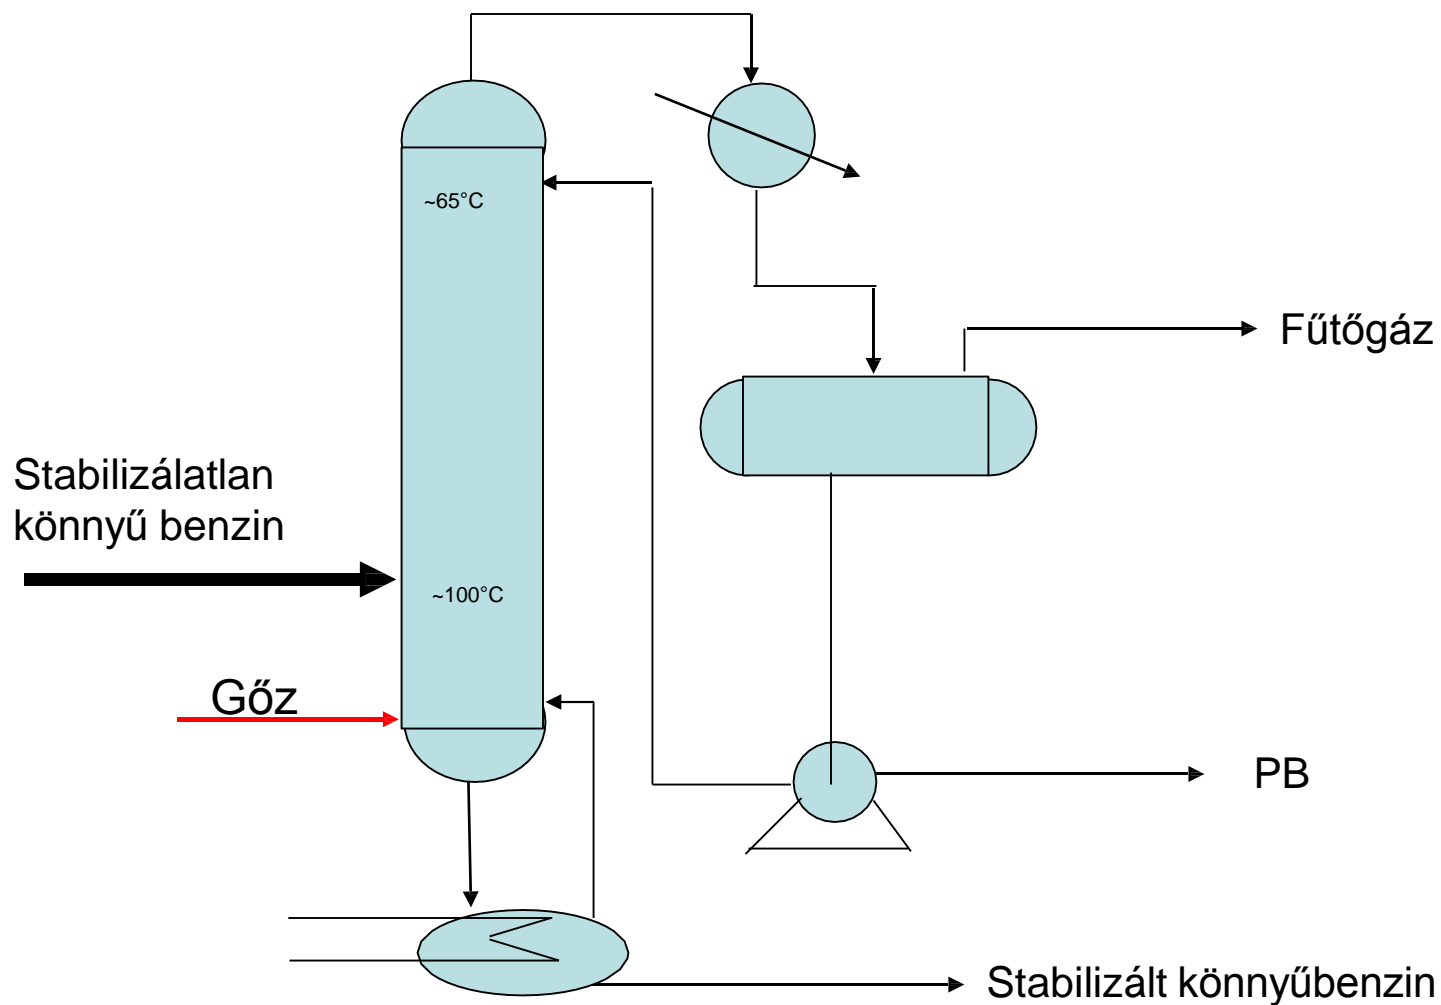 ~65°C
Fűtőgáz
Stabilizálatlan
könnyű benzin
~100°C
Gőz
PB
Stabilizált könnyűbenzin